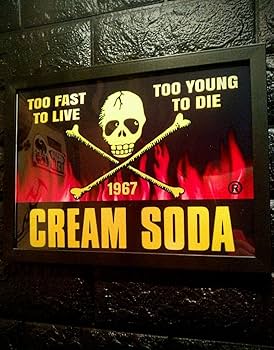 TOO FAST
TO LIVE
TOO YOUNG
TO DIE
1967
®
CREAM SODA